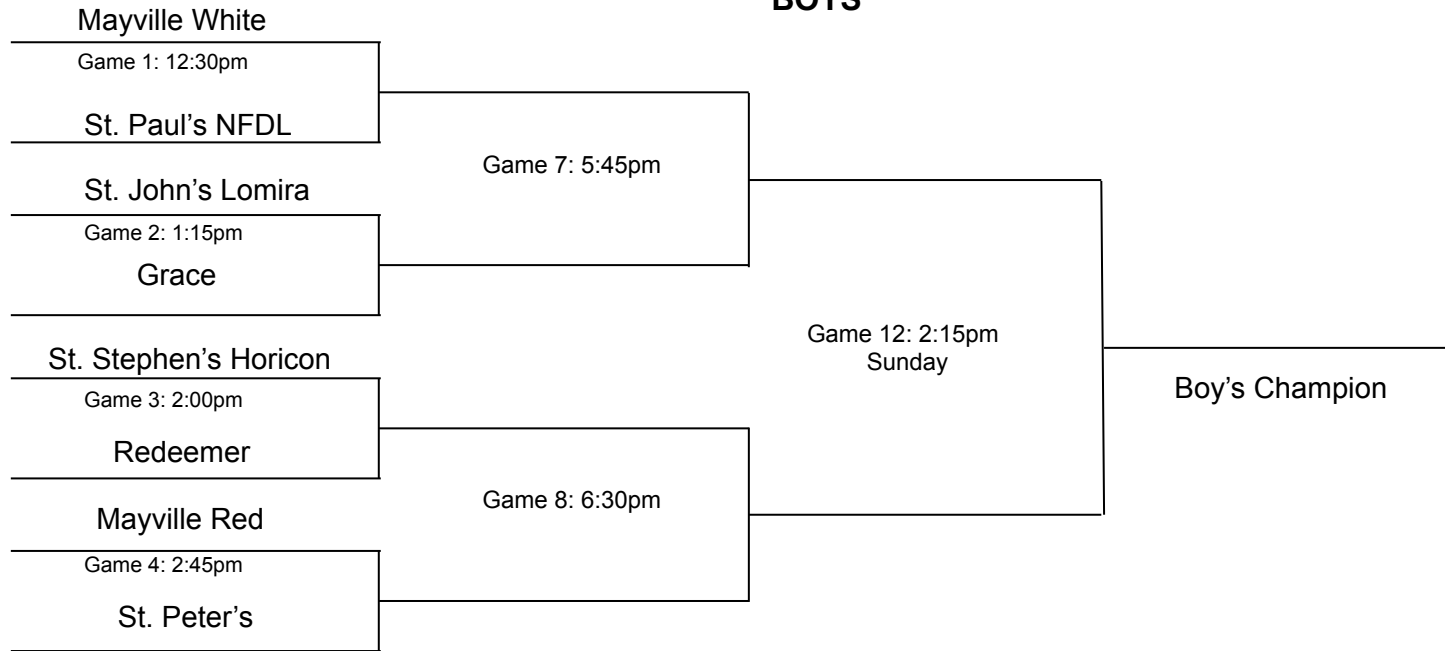 BOYS
Mayville White
Game 1: 12:30pm
St. Paul’s NFDL
St. John’s Lomira
Game 2: 1:15pm
Grace
St. Stephen’s Horicon
Game 3: 2:00pm
Redeemer
Mayville Red
Game 4: 2:45pm
St. Peter’s
Game 7: 5:45pm
Game 8: 6:30pm
Game 12: 2:15pm
Sunday
Boy’s Champion